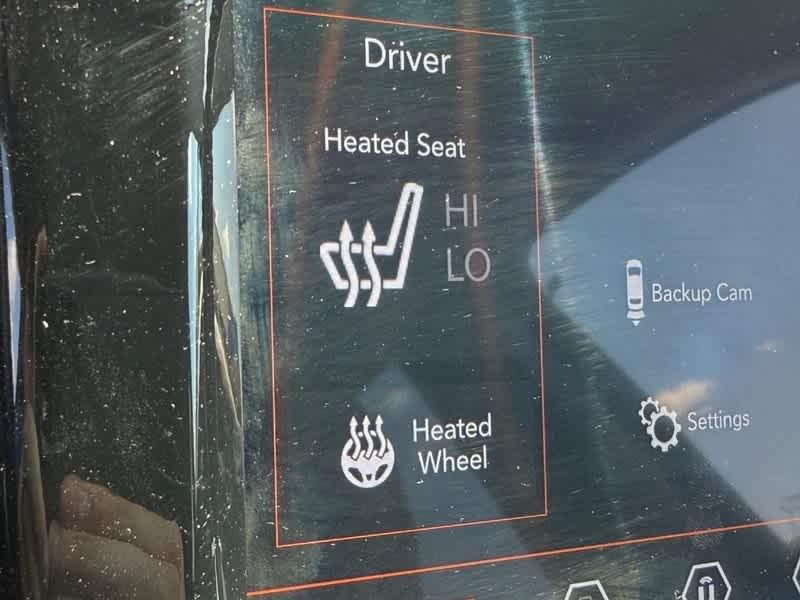 Driver
Heated Seat
HI
LO
Backup Cam
Settings
Heated
Wheel